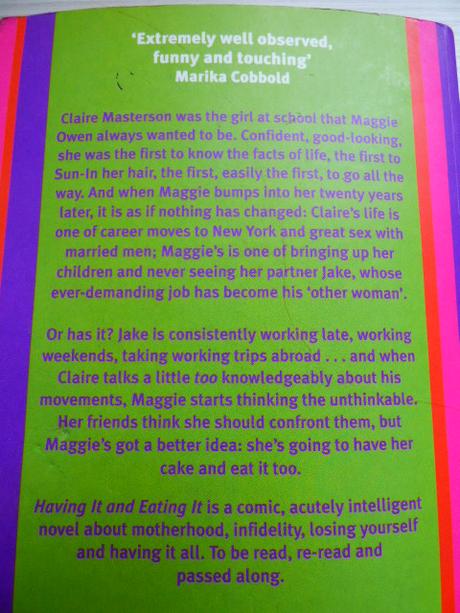 ‘Extremely well observed,
funny and touching’
Marika Cobbold
Claire Masterson was the girl at school that Maggie
Owen always wanted to be. Confident, good-looking,
she was the first to know the facts of life, the first to
Sun-In her hair, the first, easily the first, to go all the
way. And when Maggie bumps into her twenty years
later, it is as if nothing has changed: Claire’s life is
one of career moves to New York and great sex with
married men; Maggie’s is one of bringing up her
children and never seeing her partner Jake, whose
ever-demanding job has become his ‘other woman’.
Or has it? Jake is consistently working late, working
weekends, taking working trips abroad . . . and when
Claire talks a little too knowledgeably about his
movements, Maggie starts thinking the unthinkable.
Her friends think she should confront them, but
Maggie’s got a better idea: she’s going to have her
cake and eat it too.
Having It and Eating It is a comic, acutely intelligent
novel about motherhood, infidelity, losing yourself
and having it all. To be read, re-read and
passed along.